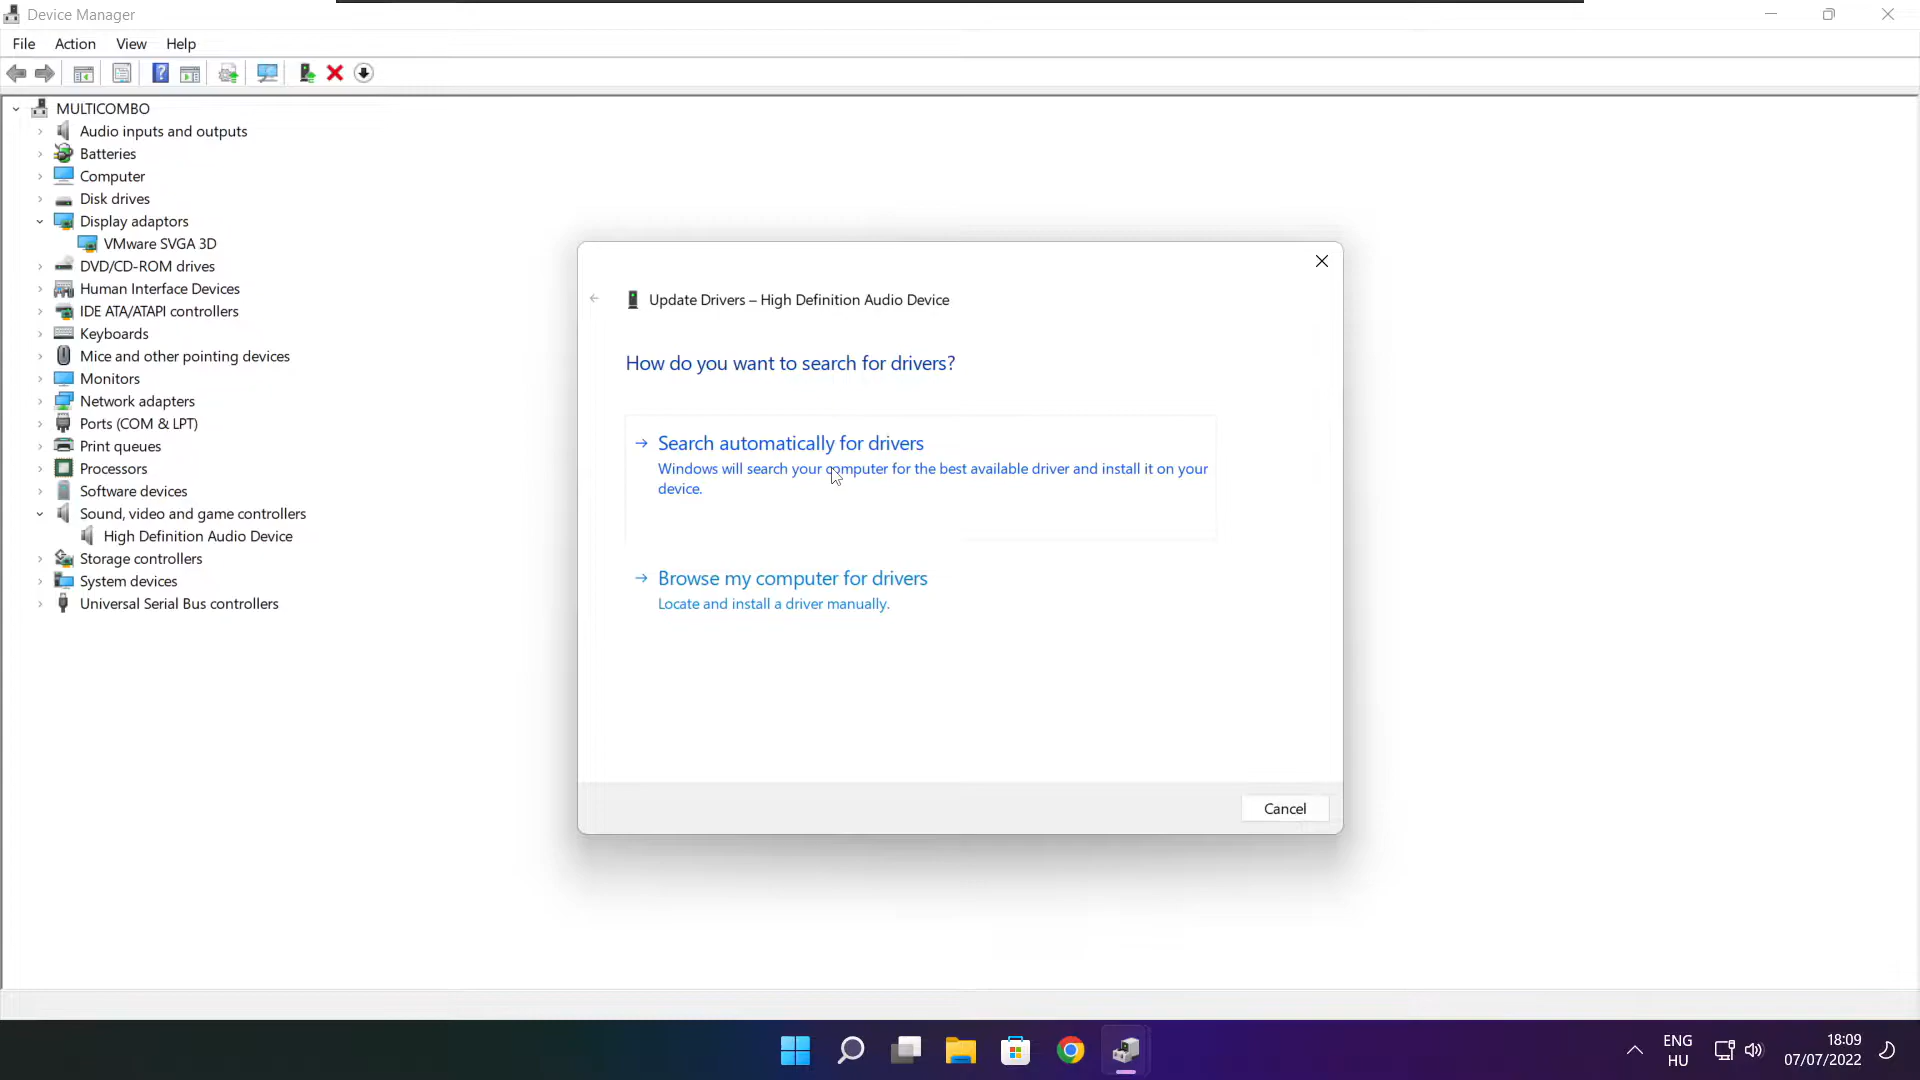 Device Manager
File Action View Help
MULTICOMBO
Audio inputs and outputs
Batteries
Computer
Disk drives
Display adaptors
VMware SVGA 3D
DVD/CD-ROM drives
Human Interface Devices
IDE ATA/ATAPI controllers
Keyboards
Mice and other pointing devices
Monitors
Network adapters
Ports (COM & LPT)
Print queues
Processors
Software devices
Sound, video and game controllers
High Definition Audio Device
Storage controllers
System devices
Universal Serial Bus controllers
Update Drivers – High Definition Audio Device
How do you want to search for drivers?
Search automatically for drivers
Windows will search your computer for the best available driver and install it on your
device.
Browse my computer for drivers
Locate and install a driver manually.
Cancel
ENG
HU
18:09
07/07/2022